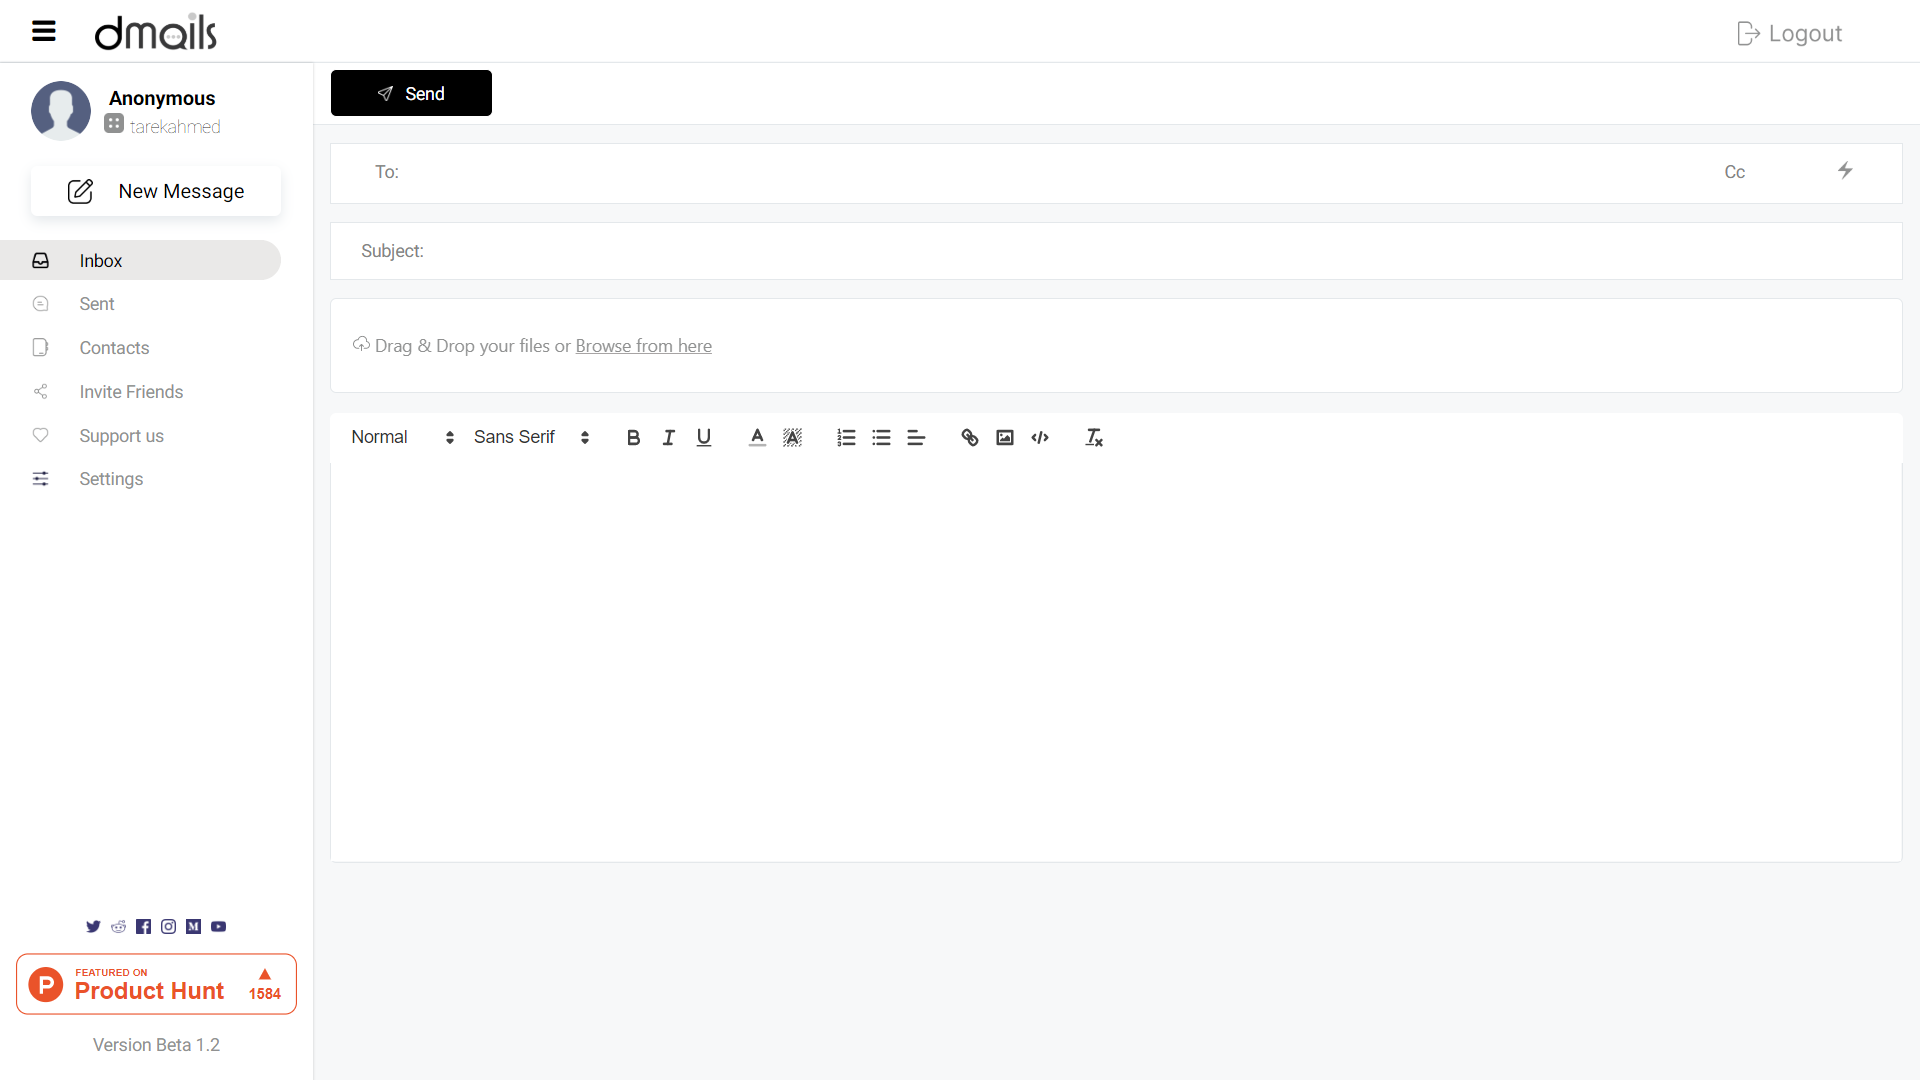 dmails
Logout
Anonymous
tarekahmed
New Message
Inbox
Sent
Contacts
Invite Friends
Support us
Settings
FEATURED ON
Product Hunt
1584
Version Beta 1.2
Send
To:
Cc
Subject:
Drag & Drop your files or Browse from here
Normal
Sans Serif